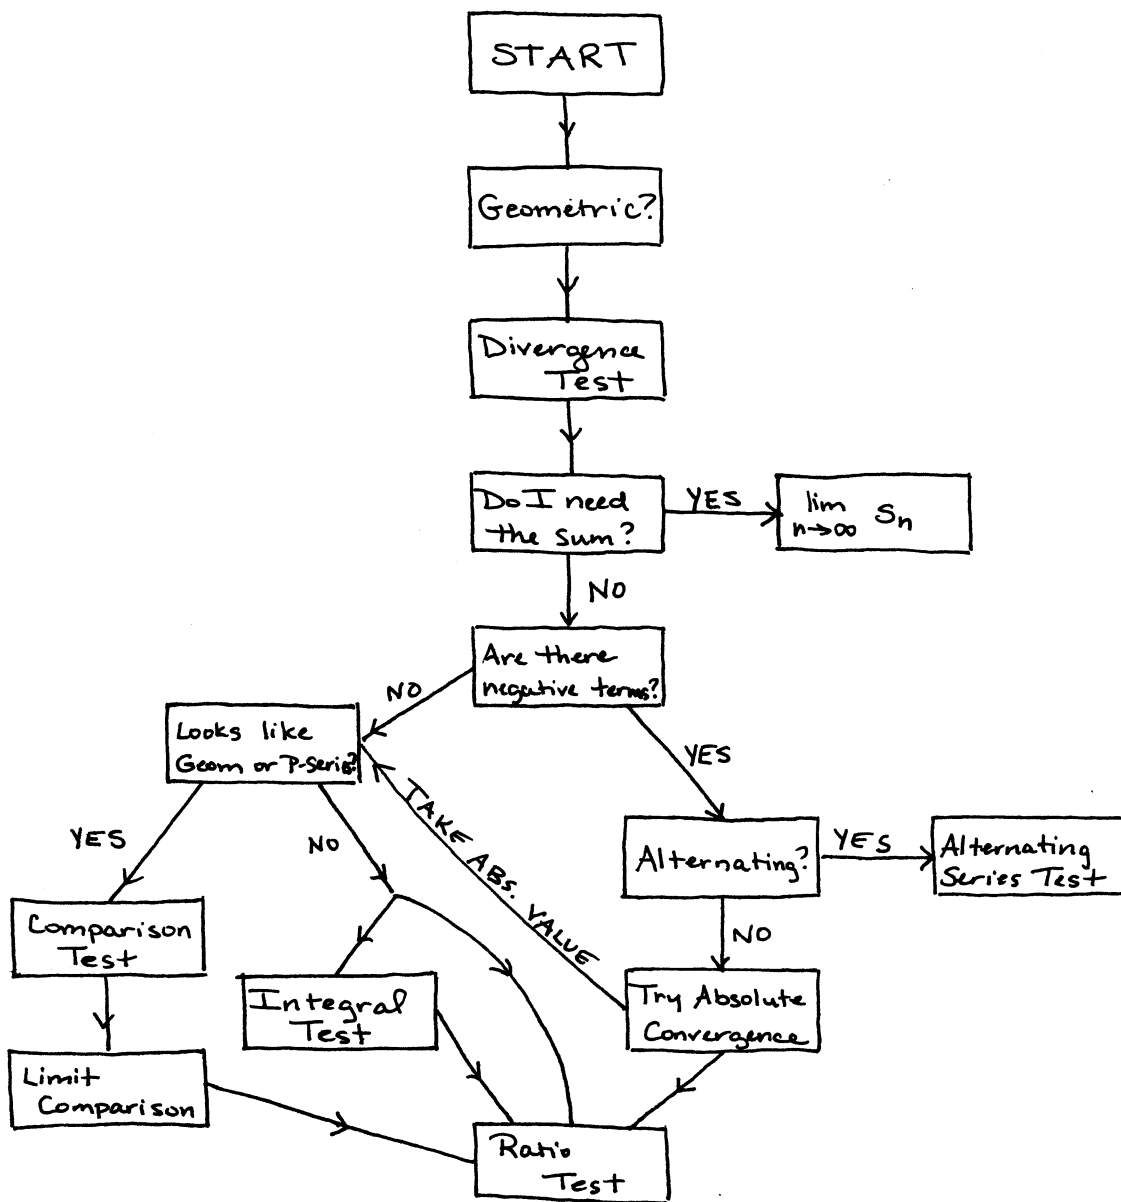 START
Geometric?
Divergence
Test
Do I need
the sum?
YES
lim
n→∞
Sn
NO
Are there
negative terms?
NO
YES
Looks like
Geom or P-Series?
YES
NO
TAKE ABS. VALUE
Alternating?
YES
Alternating
Series Test
NO
Comparison
Test
Integral
Test
Try Absolute
Convergence
Limit
Comparison
Ratio
Test